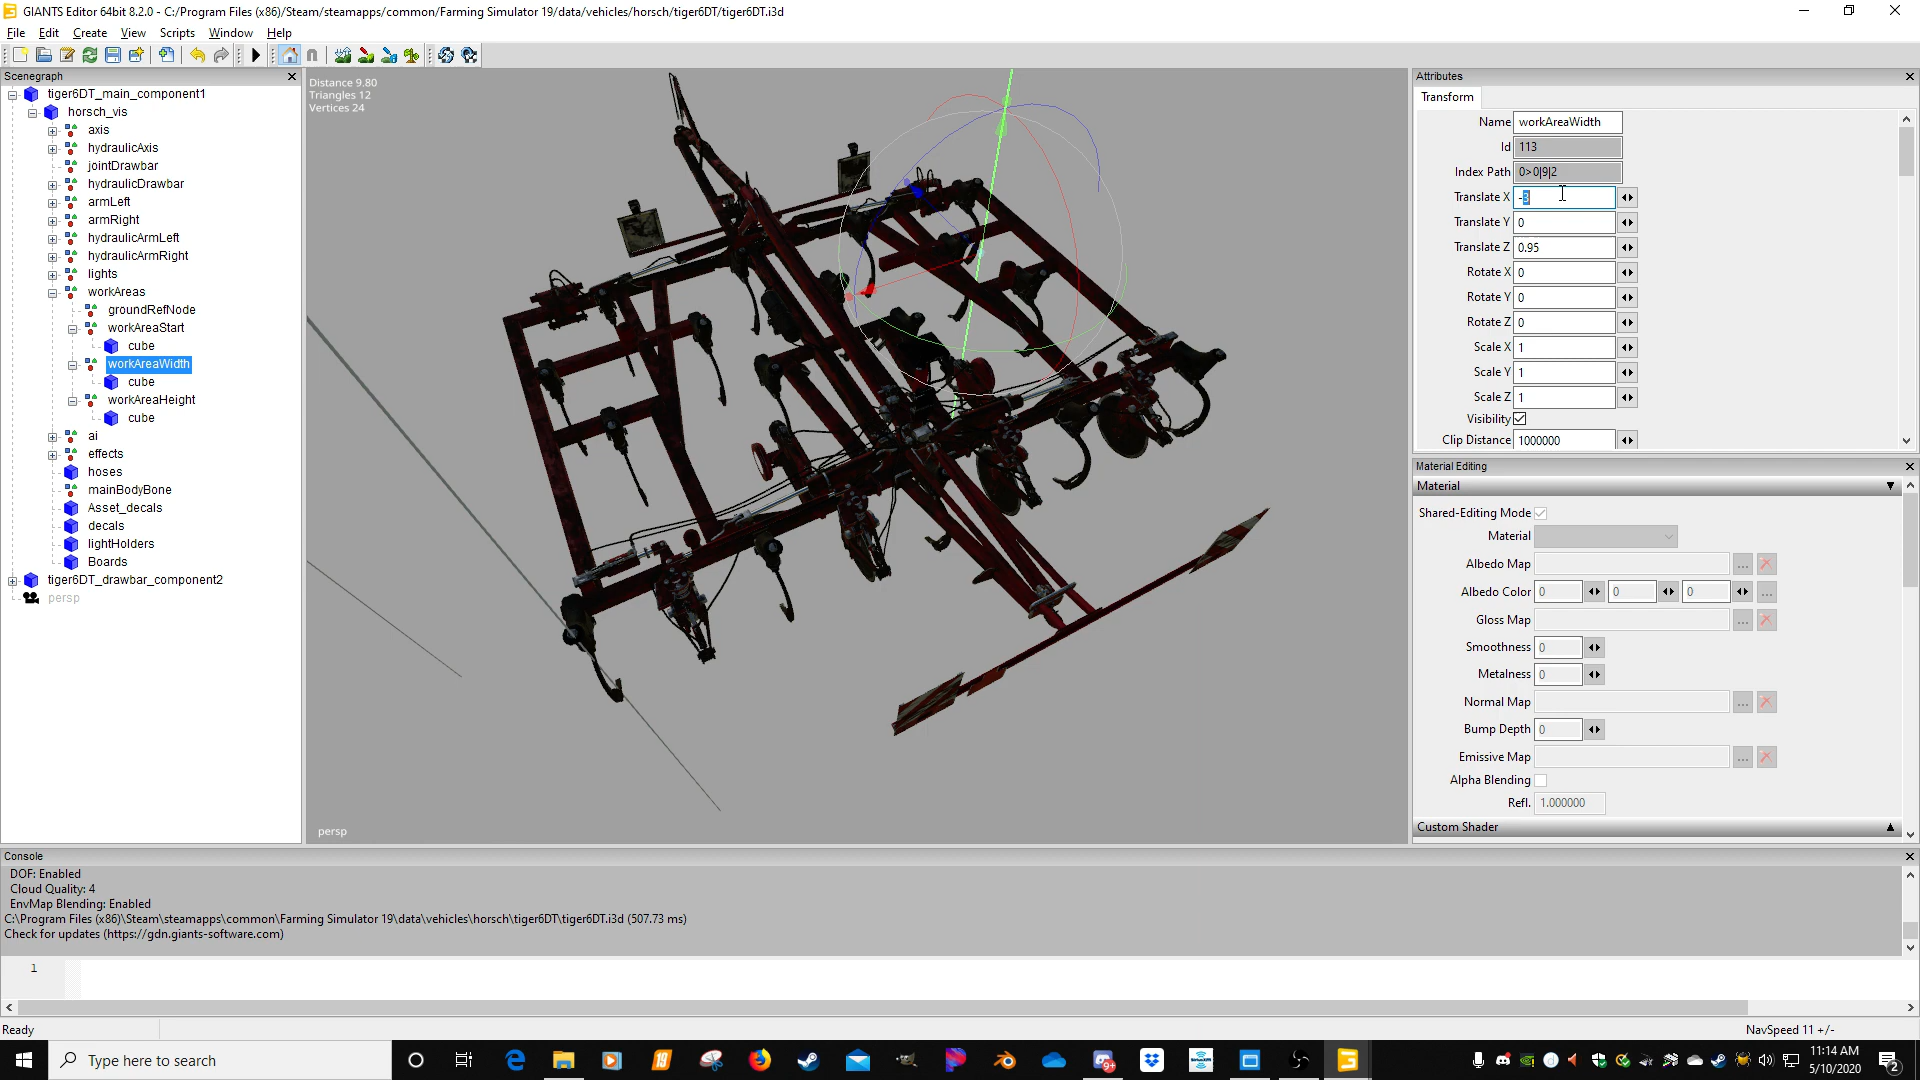 GIANTS Editor 64bit 8.2.0 - C:/Program Files (x86)/Steam/steamapps/common/Farming Simulator 19/data/vehicles/horsch/tiger6DT/tiger6DT.i3d
File Edit Create View Scripts Window Help
Scenegraph
tiger6DT_main_component1
horsch_vis
axis
hydraulicAxis
jointDrawbar
hydraulicDrawbar
armLeft
armRight
hydraulicArmLeft
hydraulicArmRight
lights
workAreas
groundRefNode
workAreaStart
cube
workAreaWidth
cube
workAreaHeight
cube
ai
effects
hoses
mainBodyBone
Asset_decals
decals
lightHolders
Boards
tiger6DT_drawbar_component2
persp
Distance 9.80
Triangles 12
Vertices 24
persp
Attributes
Transform
Name workAreaWidth
Id 113
Index Path 0>0|9|2
Translate X -3
Translate Y 0
Translate Z 0.95
Rotate X 0
Rotate Y 0
Rotate Z 0
Scale X 1
Scale Y 1
Scale Z 1
Visibility
Clip Distance 1000000
Material Editing
Material
Shared-Editing Mode
Material
Albedo Map ...
Albedo Color 0 0 0 ...
Gloss Map ...
Smoothness 0
Metalness 0
Normal Map ...
Bump Depth 0
Emissive Map ...
Alpha Blending
Refl. 1.000000
Custom Shader
Console
DOF: Enabled
Cloud Quality: 4
EnvMap Blending: Enabled
C:\Program Files (x86)\Steam\steamapps\common\Farming Simulator 19\data\vehicles\horsch\tiger6DT\tiger6DT.i3d (507.73 ms)
Check for updates (https://gdn.giants-software.com)
1
Ready
NavSpeed 11 +/-
Type here to search
19
9+
11:14 AM
5/10/2020
2